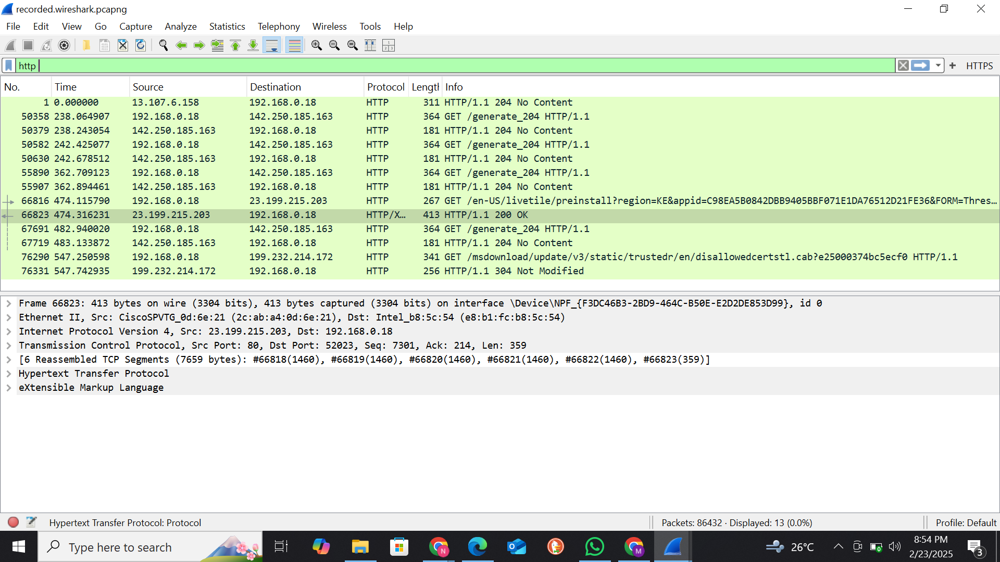 recorded.wireshark.pcapng
File Edit View Go Capture Analyze Statistics Telephony Wireless Tools Help
http
HTTPS
No. Time Source Destination Protocol Length Info
1 0.000000 13.107.6.158 192.168.0.18 HTTP 311 HTTP/1.1 204 No Content
50358 238.064907 192.168.0.18 142.250.185.163 HTTP 364 GET /generate_204 HTTP/1.1
50379 238.243054 142.250.185.163 192.168.0.18 HTTP 181 HTTP/1.1 204 No Content
50582 242.425077 192.168.0.18 142.250.185.163 HTTP 364 GET /generate_204 HTTP/1.1
50630 242.678512 142.250.185.163 192.168.0.18 HTTP 181 HTTP/1.1 204 No Content
55890 362.709123 192.168.0.18 142.250.185.163 HTTP 364 GET /generate_204 HTTP/1.1
55907 362.894461 142.250.185.163 192.168.0.18 HTTP 181 HTTP/1.1 204 No Content
66816 474.115790 192.168.0.18 23.199.215.203 HTTP 267 GET /en-US/livetile/preinstall?region=KE&appid=C98EA5B0842DBB9405BBF071E1DA76512D21FE36&FORM=Thres…
66823 474.316231 23.199.215.203 192.168.0.18 HTTP/X… 413 HTTP/1.1 200 OK
67691 482.940020 192.168.0.18 142.250.185.163 HTTP 364 GET /generate_204 HTTP/1.1
67719 483.133872 142.250.185.163 192.168.0.18 HTTP 181 HTTP/1.1 204 No Content
76290 547.250598 192.168.0.18 199.232.214.172 HTTP 341 GET /msdownload/update/v3/static/trustedr/en/disallowedcertstl.cab?e25000374bc5ecf0 HTTP/1.1
76331 547.742935 199.232.214.172 192.168.0.18 HTTP 256 HTTP/1.1 304 Not Modified
Frame 66823: 413 bytes on wire (3304 bits), 413 bytes captured (3304 bits) on interface \Device\NPF_{F3DC46B3-2BD9-464C-B50E-E2D2DE853D99}, id 0
Ethernet II, Src: CiscoSPVTG_0d:6e:21 (2c:ab:a4:0d:6e:21), Dst: Intel_b8:5c:54 (e8:b1:fc:b8:5c:54)
Internet Protocol Version 4, Src: 23.199.215.203, Dst: 192.168.0.18
Transmission Control Protocol, Src Port: 80, Dst Port: 52023, Seq: 7301, Ack: 214, Len: 359
[6 Reassembled TCP Segments (7659 bytes): #66818(1460), #66819(1460), #66820(1460), #66821(1460), #66822(1460), #66823(359)]
Hypertext Transfer Protocol
eXtensible Markup Language
Hypertext Transfer Protocol: Protocol
Packets: 86432 · Displayed: 13 (0.0%)
Profile: Default
Type here to search
N
M
26°C
8:54 PM
2/23/2025
3